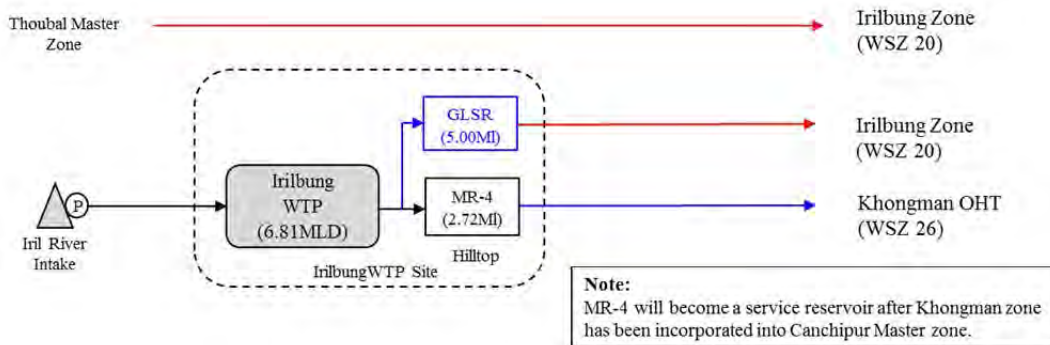 Thoubal Master
Zone
Irilbung Zone
(WSZ 20)
GLSR
(5.00Ml)
Irilbung Zone
(WSZ 20)
Irilbung
WTP
(6.81MLD)
MR-4
(2.72Ml)
Hilltop
Khongman OHT
(WSZ 26)
P
Iril River
Intake
IrilbungWTP Site
Note:
MR-4 will become a service reservoir after Khongman zone
has been incorporated into Canchipur Master zone.